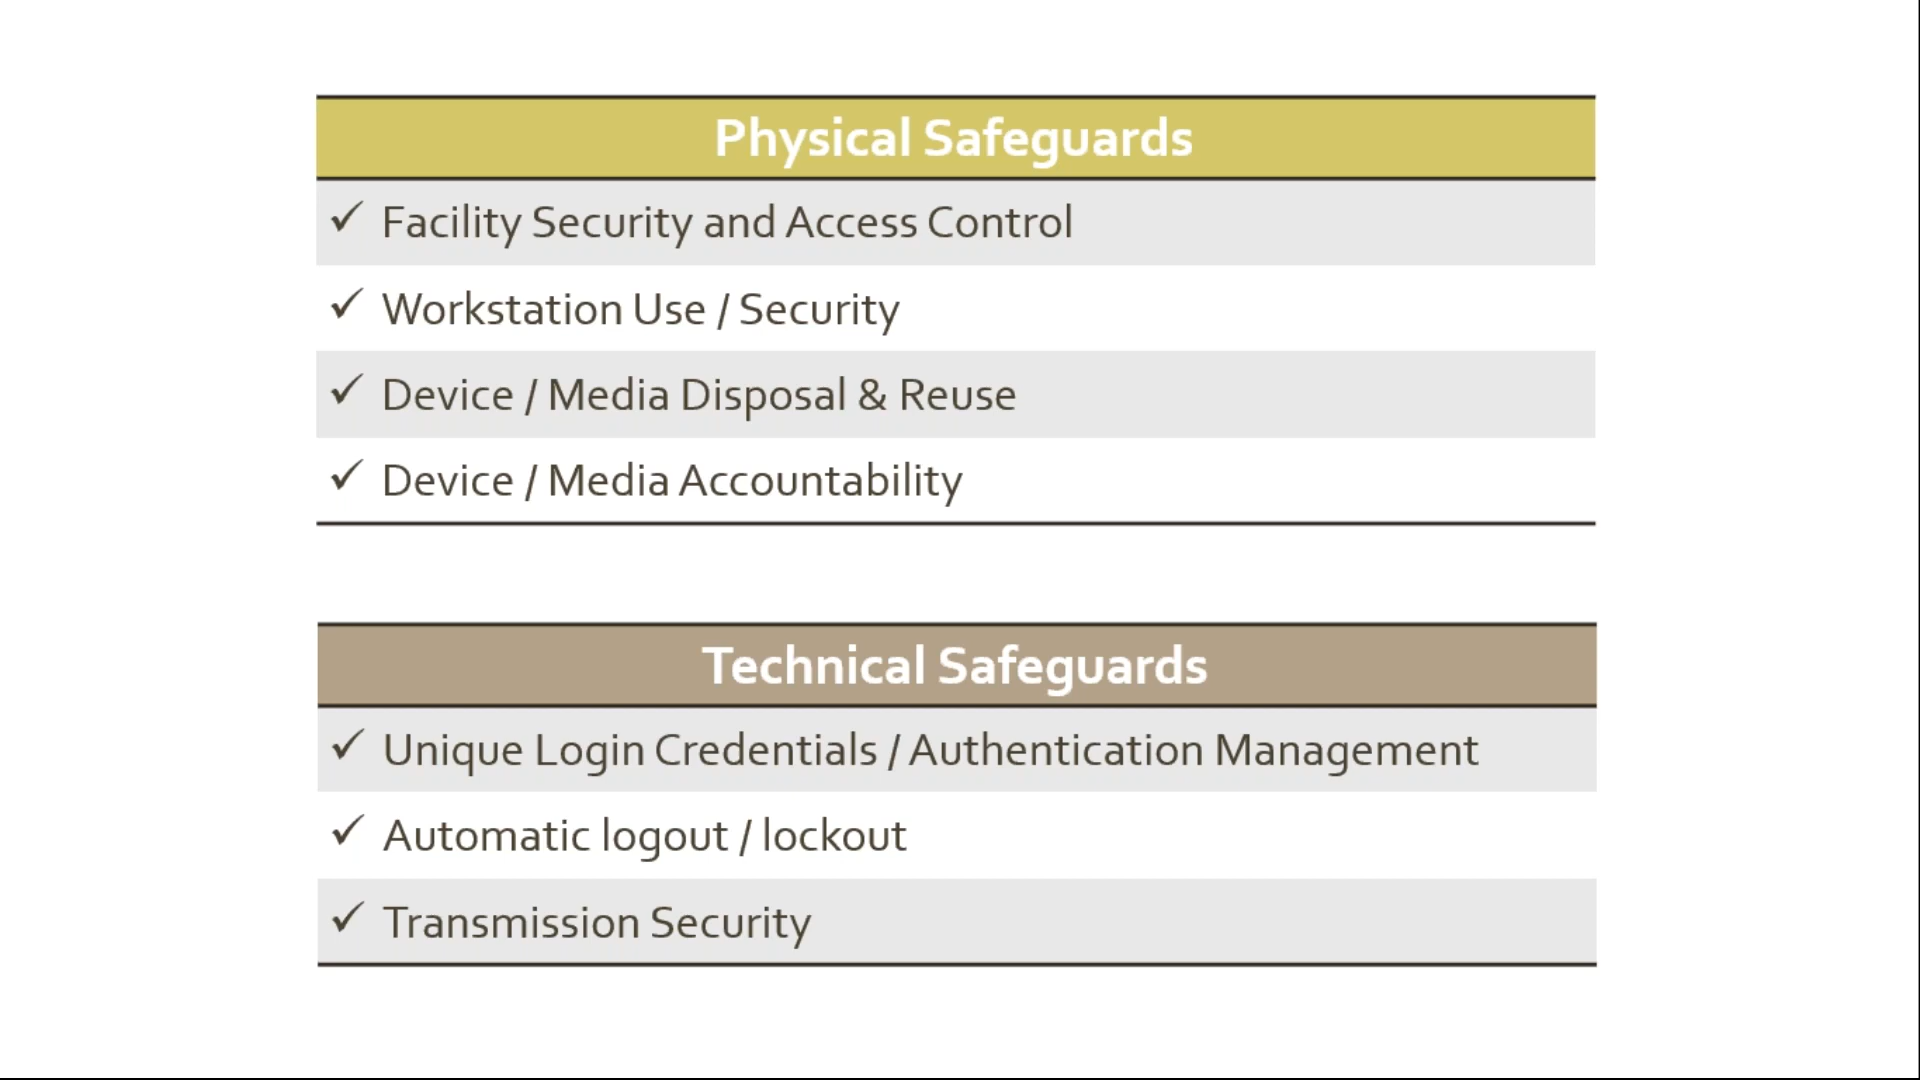 Physical Safeguards
✓ Facility Security and Access Control
✓ Workstation Use / Security
✓ Device / Media Disposal & Reuse
✓ Device / Media Accountability
Technical Safeguards
✓ Unique Login Credentials / Authentication Management
✓ Automatic logout / lockout
✓ Transmission Security